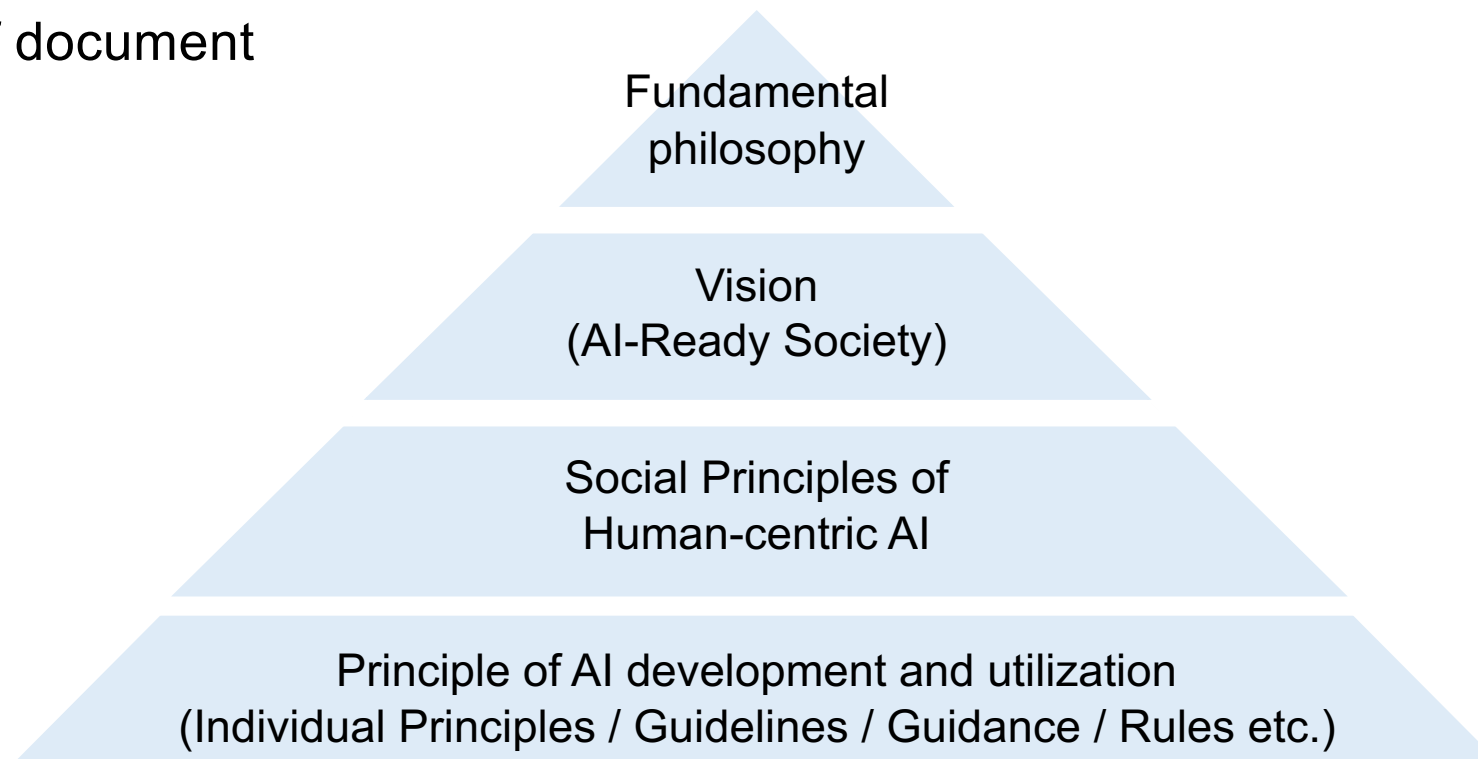 document
Fundamental
philosophy
Vision
(AI-Ready Society)
Social Principles of
Human-centric AI
Principle of AI development and utilization
(Individual Principles / Guidelines / Guidance / Rules etc.)